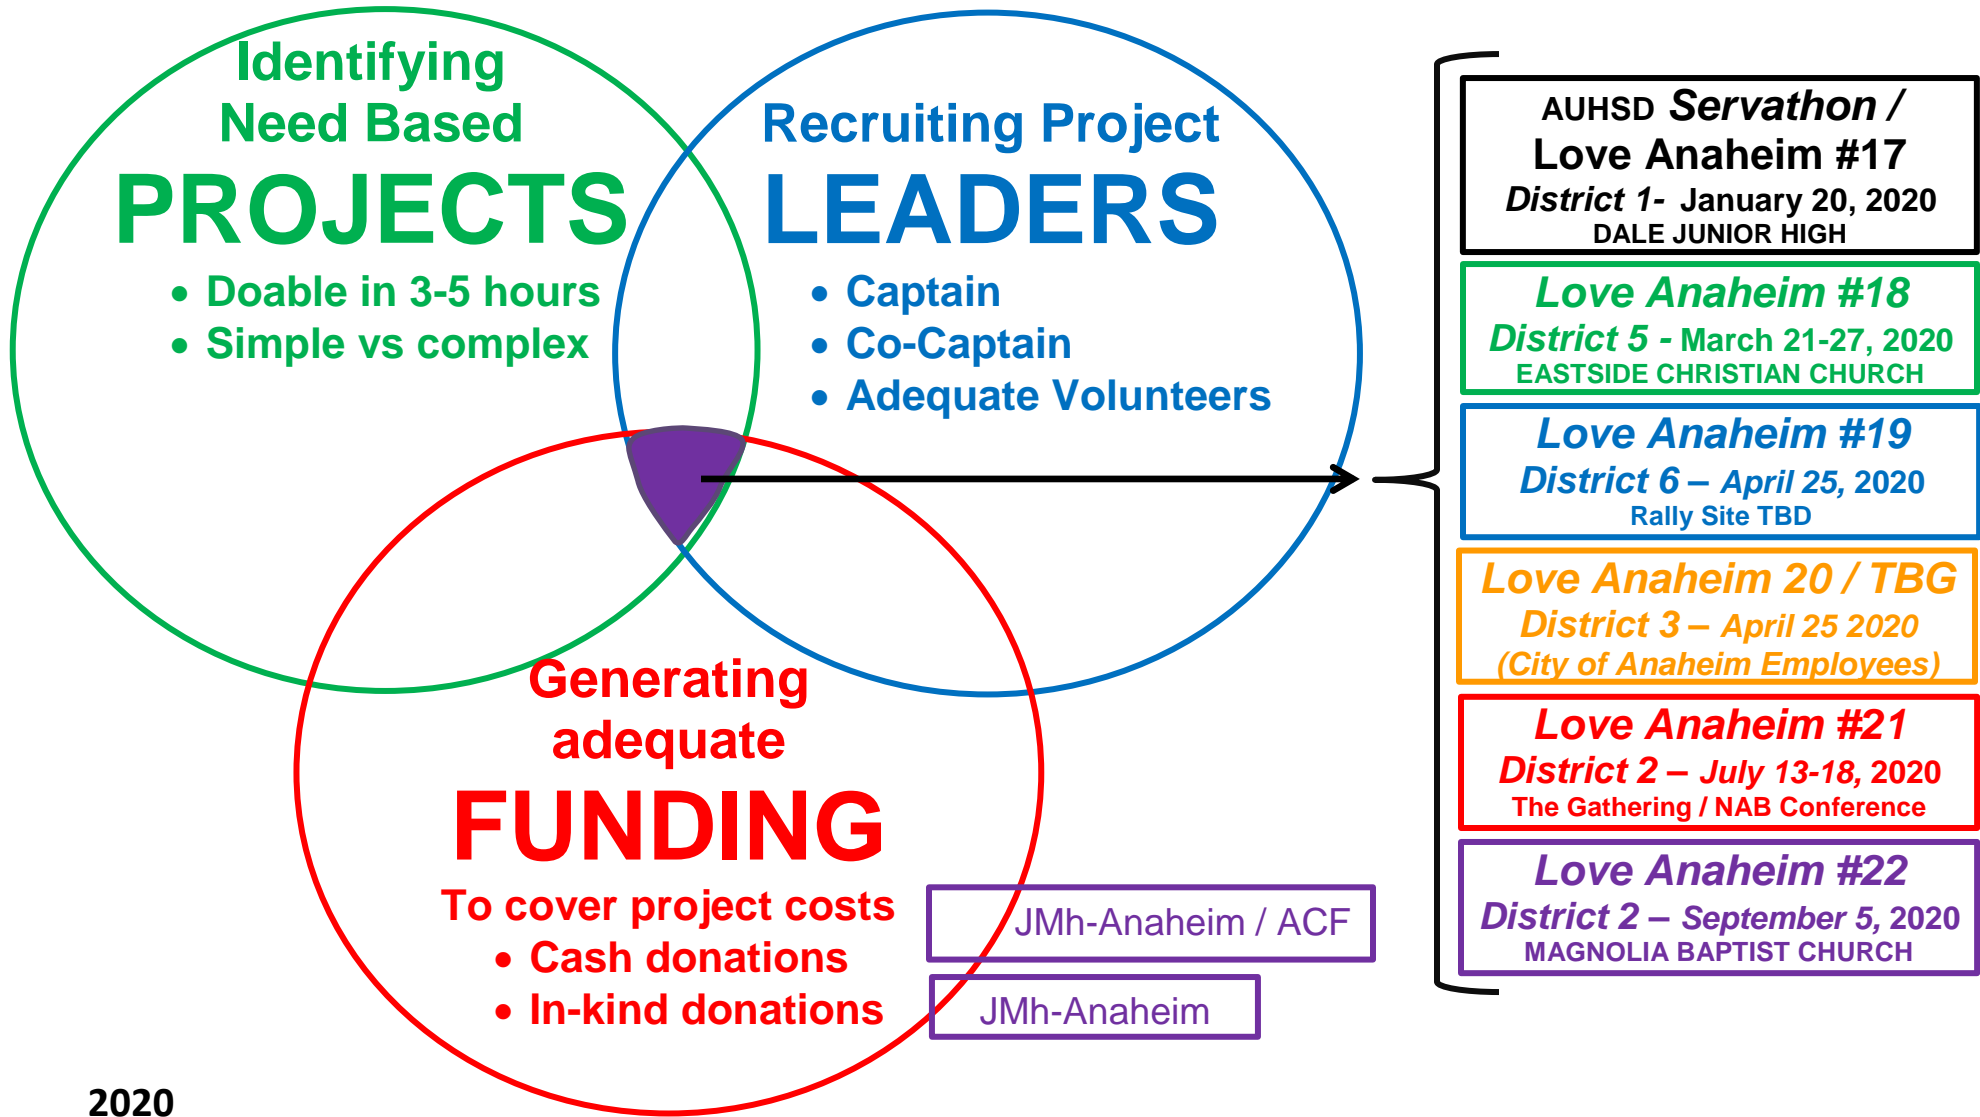 Identifying
Need Based
PROJECTS
• Doable in 3-5 hours
• Simple vs complex
Recruiting Project
LEADERS
• Captain
• Co-Captain
• Adequate Volunteers
Generating
adequate
FUNDING
To cover project costs
• Cash donations
• In-kind donations
JMh-Anaheim / ACF
JMh-Anaheim
AUHSD Servathon /
Love Anaheim #17
District 1- January 20, 2020
DALE JUNIOR HIGH
Love Anaheim #18
District 5 - March 21-27, 2020
EASTSIDE CHRISTIAN CHURCH
Love Anaheim #19
District 6 – April 25, 2020
Rally Site TBD
Love Anaheim 20 / TBG
District 3 – April 25 2020
(City of Anaheim Employees)
Love Anaheim #21
District 2 – July 13-18, 2020
The Gathering / NAB Conference
Love Anaheim #22
District 2 – September 5, 2020
MAGNOLIA BAPTIST CHURCH
2020